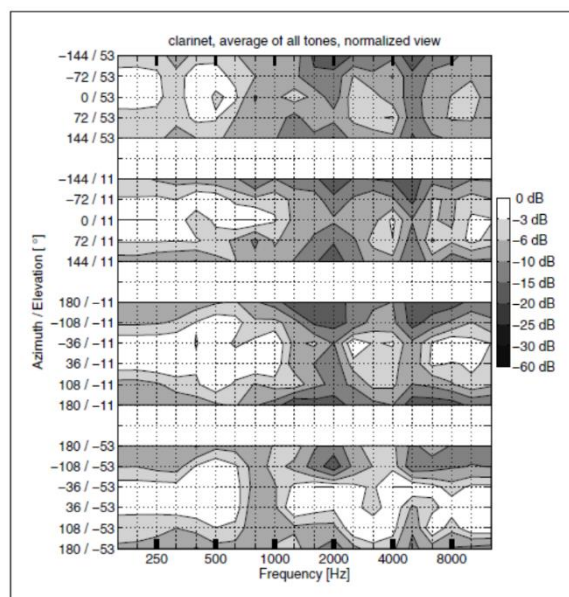 clarinet, average of all tones, normalized view
Azimuth / Elevation [ ° ]
−144 / 53
−72 / 53
0 / 53
72 / 53
144 / 53
−144 / 11
−72 / 11
0 / 11
72 / 11
144 / 11
180 / −11
−108 / −11
−36 / −11
36 / −11
108 / −11
180 / −11
180 / −53
−108 / −53
−36 / −53
36 / −53
108 / −53
180 / −53
0 dB
−3 dB
−6 dB
−10 dB
−15 dB
−20 dB
−25 dB
−30 dB
−60 dB
250 500 1000 2000 4000 8000
Frequency [Hz]